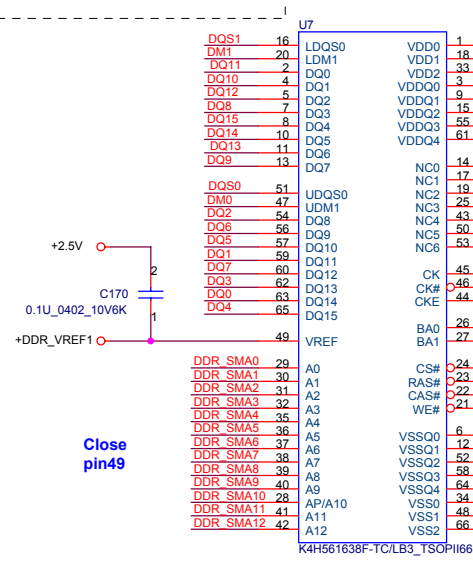 U7
DQS1 16 LDQS0 VDD0 1
DM1 20 LDM1 VDD1 18
DQ11 2 DQ0 VDD2 33
DQ10 4 DQ1 VDDQ0 3
DQ12 5 DQ2 VDDQ1 9
DQ8 7 DQ3 VDDQ2 15
DQ15 8 DQ4 VDDQ3 55
DQ14 10 DQ5 VDDQ4 61
DQ13 11 DQ6
DQ9 13 DQ7 NC0 14
NC1 17
DQS0 51 UDQS0 NC2 19
DM0 47 UDM1 NC3 25
DQ2 54 DQ8 NC4 43
DQ6 56 DQ9 NC5 50
DQ5 57 DQ10 NC6 53
DQ1 59 DQ11
DQ7 60 DQ12 CK 45
DQ3 62 DQ13 CK# 46
DQ0 63 DQ14 CKE 44
DQ4 65 DQ15
BA0 26
+DDR_VREF1 49 VREF BA1 27
+2.5V
2
C170
0.1U_0402_10V6K
1
DDR_SMA0 29 A0 CS# 24
DDR_SMA1 30 A1 RAS# 23
DDR_SMA2 31 A2 CAS# 22
DDR_SMA3 32 A3 WE# 21
DDR_SMA4 35 A4
DDR_SMA5 36 A5 VSSQ0 6
DDR_SMA6 37 A6 VSSQ1 12
DDR_SMA7 38 A7 VSSQ2 52
DDR_SMA8 39 A8 VSSQ3 58
DDR_SMA9 40 A9 VSSQ4 64
DDR_SMA10 28 AP/A10 VSS0 34
DDR_SMA11 41 A11 VSS1 48
DDR_SMA12 42 A12 VSS2 66
Close
pin49
K4H561638F-TC/LB3_TSOPII66